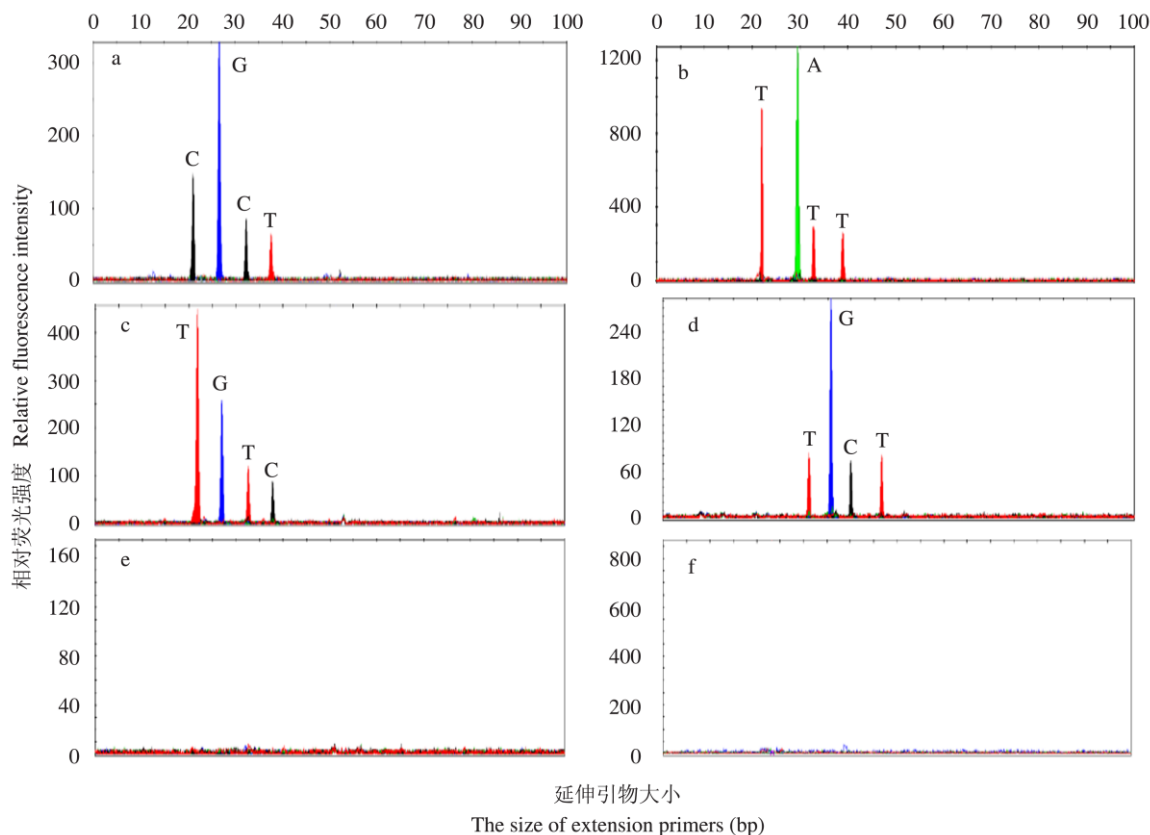 0 10 20 30 40 50 60 70 80 90 100
0 10 20 30 40 50 60 70 80 90 100
相对荧光强度 Relative fluorescence intensity
300
200
100
0
a
C
G
C
T
1200
800
400
0
b
T
A
T
T
400
300
200
100
0
c
T
G
T
C
240
180
120
60
0
d
T
G
C
T
160
120
80
40
0
e
800
600
400
200
0
f
延伸引物大小
The size of extension primers (bp)